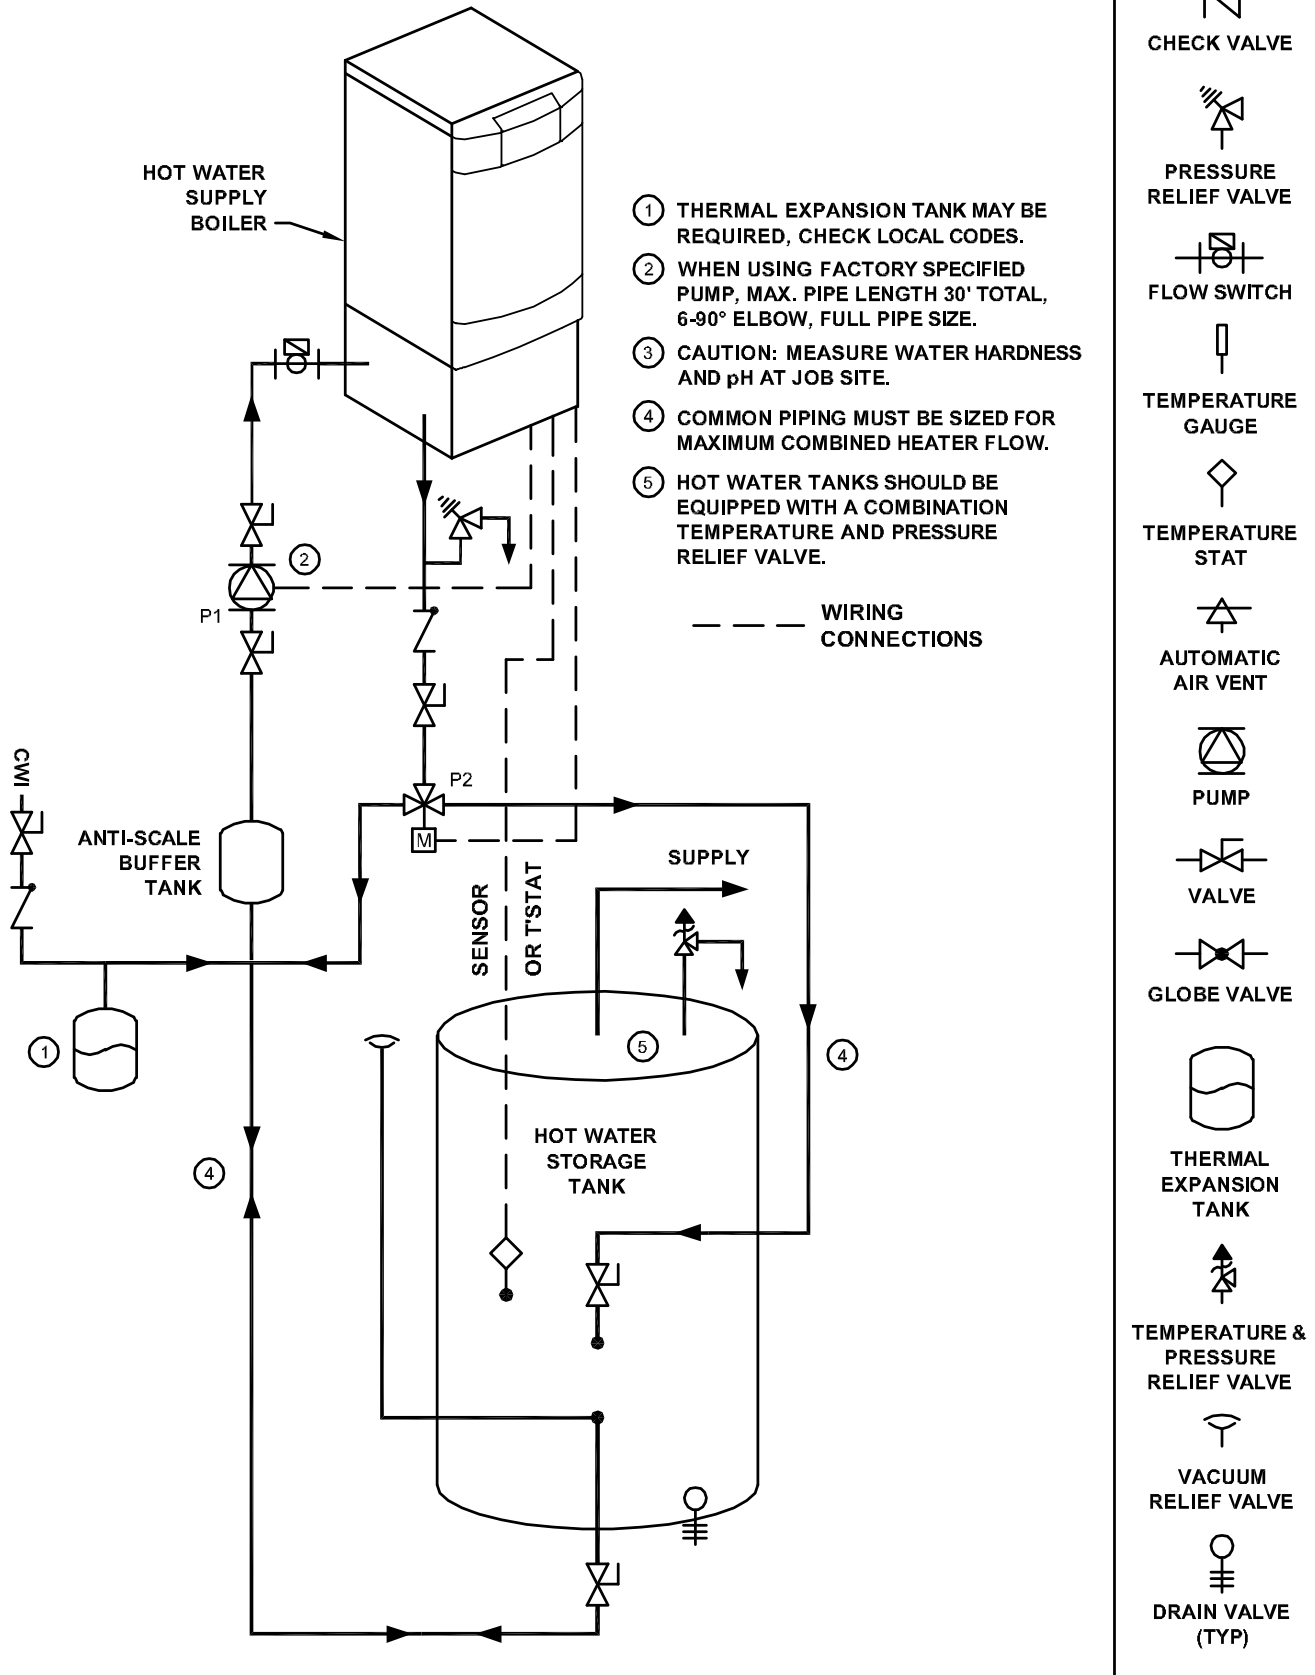 HOT WATER
SUPPLY
BOILER
1 THERMAL EXPANSION TANK MAY BE
REQUIRED, CHECK LOCAL CODES.
2 WHEN USING FACTORY SPECIFIED
PUMP, MAX. PIPE LENGTH 30' TOTAL,
6-90° ELBOW, FULL PIPE SIZE.
3 CAUTION: MEASURE WATER HARDNESS
AND pH AT JOB SITE.
4 COMMON PIPING MUST BE SIZED FOR
MAXIMUM COMBINED HEATER FLOW.
5 HOT WATER TANKS SHOULD BE
EQUIPPED WITH A COMBINATION
TEMPERATURE AND PRESSURE
RELIEF VALVE.
WIRING
CONNECTIONS
2
P1
CWI
P2
M
ANTI-SCALE
BUFFER
TANK
SENSOR
OR T'STAT
SUPPLY
1
5
4
4
HOT WATER
STORAGE
TANK
CHECK VALVE
PRESSURE
RELIEF VALVE
FLOW SWITCH
TEMPERATURE
GAUGE
TEMPERATURE
STAT
AUTOMATIC
AIR VENT
PUMP
VALVE
GLOBE VALVE
THERMAL
EXPANSION
TANK
TEMPERATURE &
PRESSURE
RELIEF VALVE
VACUUM
RELIEF VALVE
DRAIN VALVE
(TYP)